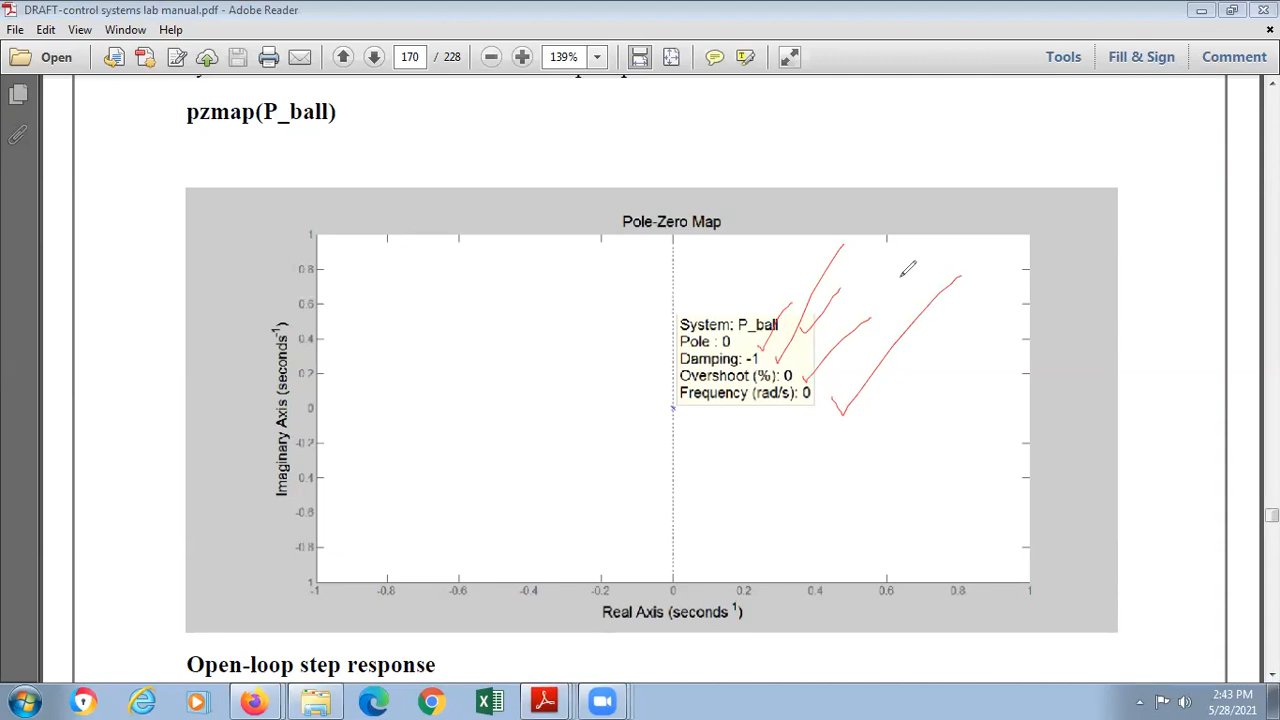 DRAFT-control systems lab manual.pdf - Adobe Reader
File Edit View Window Help
Open 170 / 228 139% Tools Fill & Sign Comment
pzmap(P_ball)
Pole-Zero Map
1
0.8
0.6
0.4
0.2
0
-0.2
0.4
-0.6
-0.8
1
Imaginary Axis (seconds-1)
System: P_ball
Pole : 0
Damping: -1
Overshoot (%): 0
Frequency (rad/s): 0
-1 -0.8 -0.6 -0.4 -0.2 0 0.2 0.4 0.6 0.8 1
Real Axis (seconds 1)
Open-loop step response
2:43 PM
5/28/2021